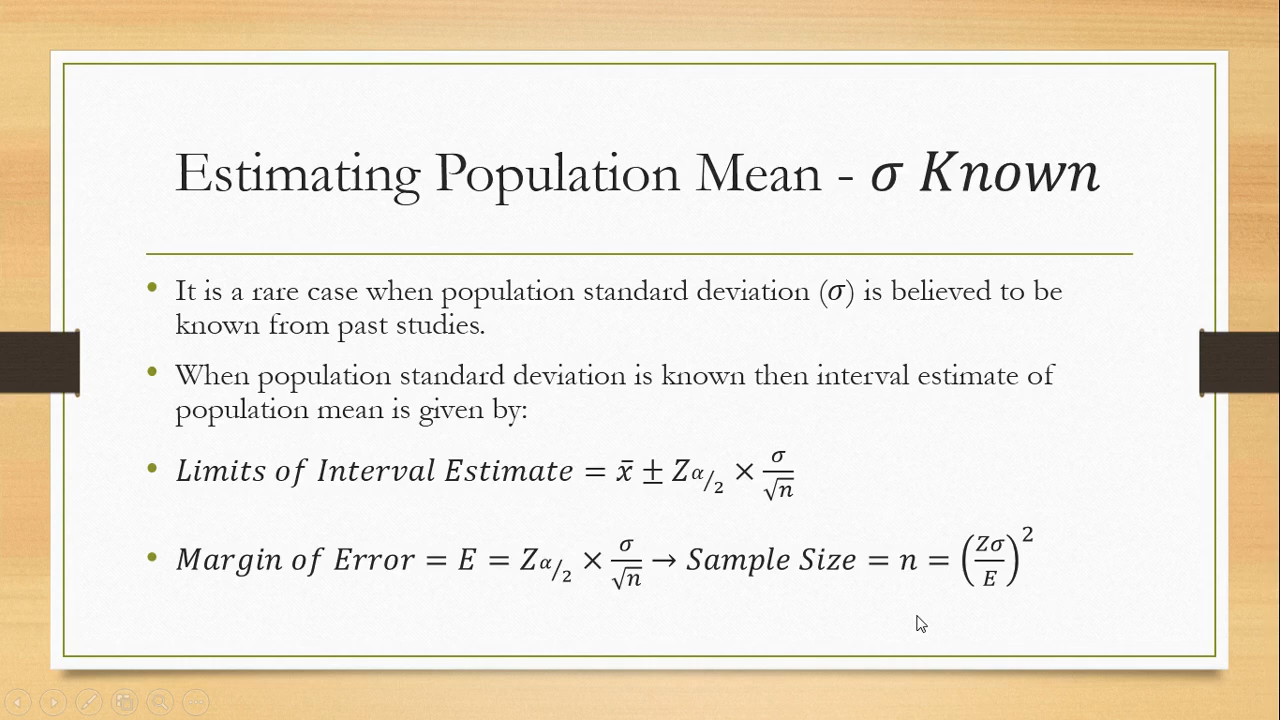 Estimating Population Mean - σ Known
• It is a rare case when population standard deviation (σ) is believed to be
known from past studies.
• When population standard deviation is known then interval estimate of
population mean is given by:
• Limits of Interval Estimate = x̄ ± Z_{α/2} × σ/√n
• Margin of Error = E = Z_{α/2} × σ/√n → Sample Size = n = (Zσ/E)²